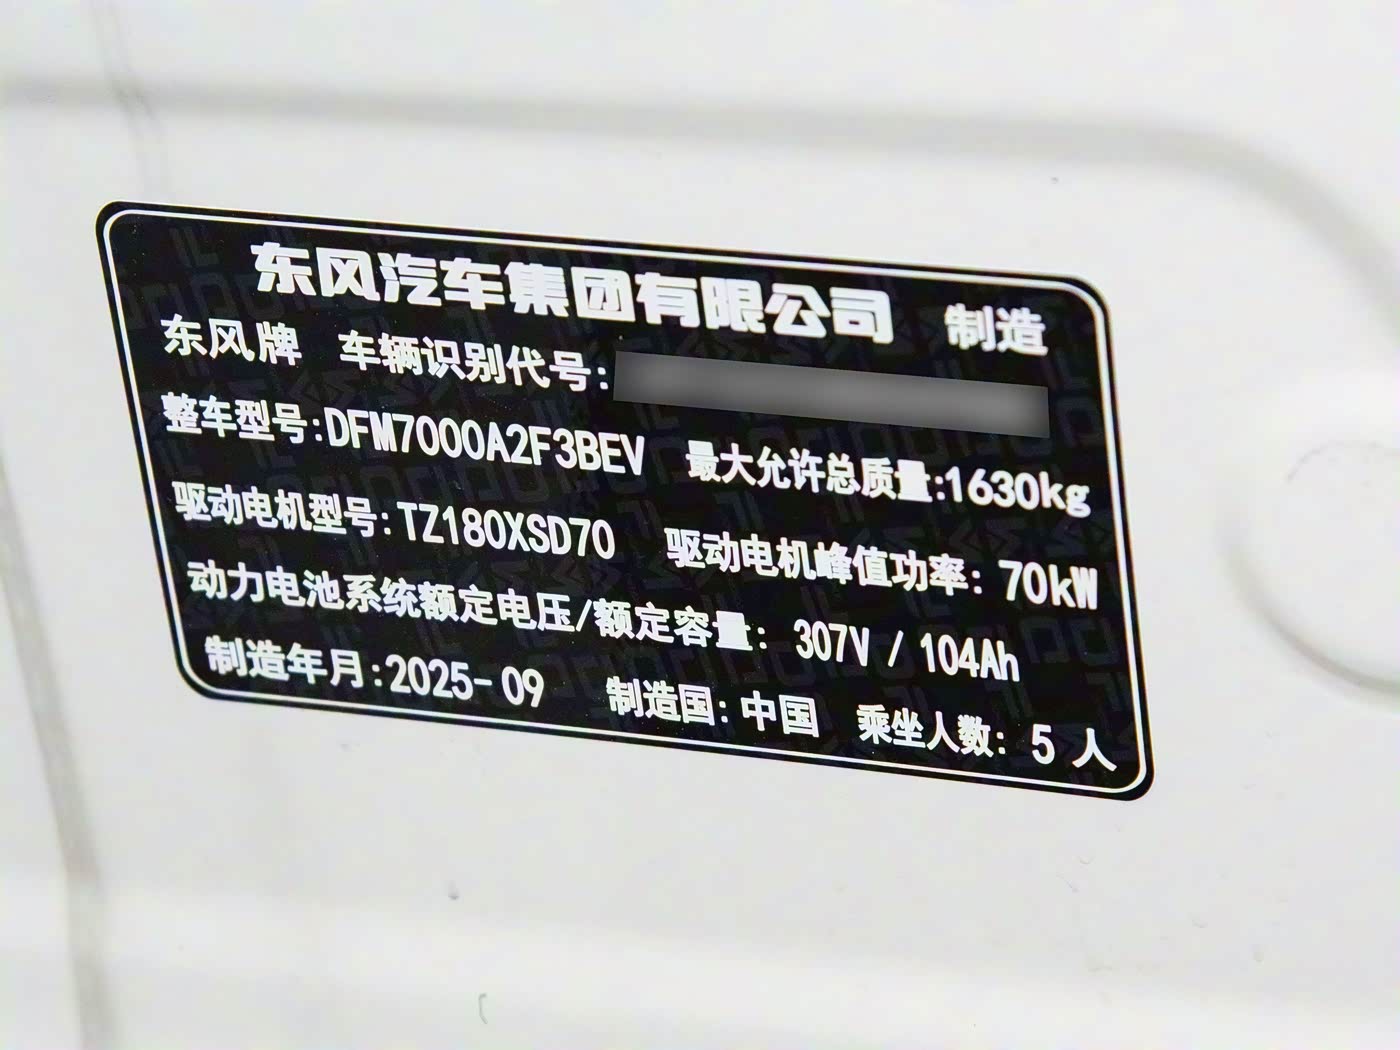 东风汽车集团有限公司 制造
东风牌 车辆识别代号:
整车型号:DFM7000A2F3BEV 最大允许总质量:1630kg
驱动电机型号:TZ180XSD70 驱动电机峰值功率: 70kW
动力电池系统额定电压/额定容量: 307V / 104Ah
制造年月:2025-09 制造国:中国 乘坐人数: 5 人